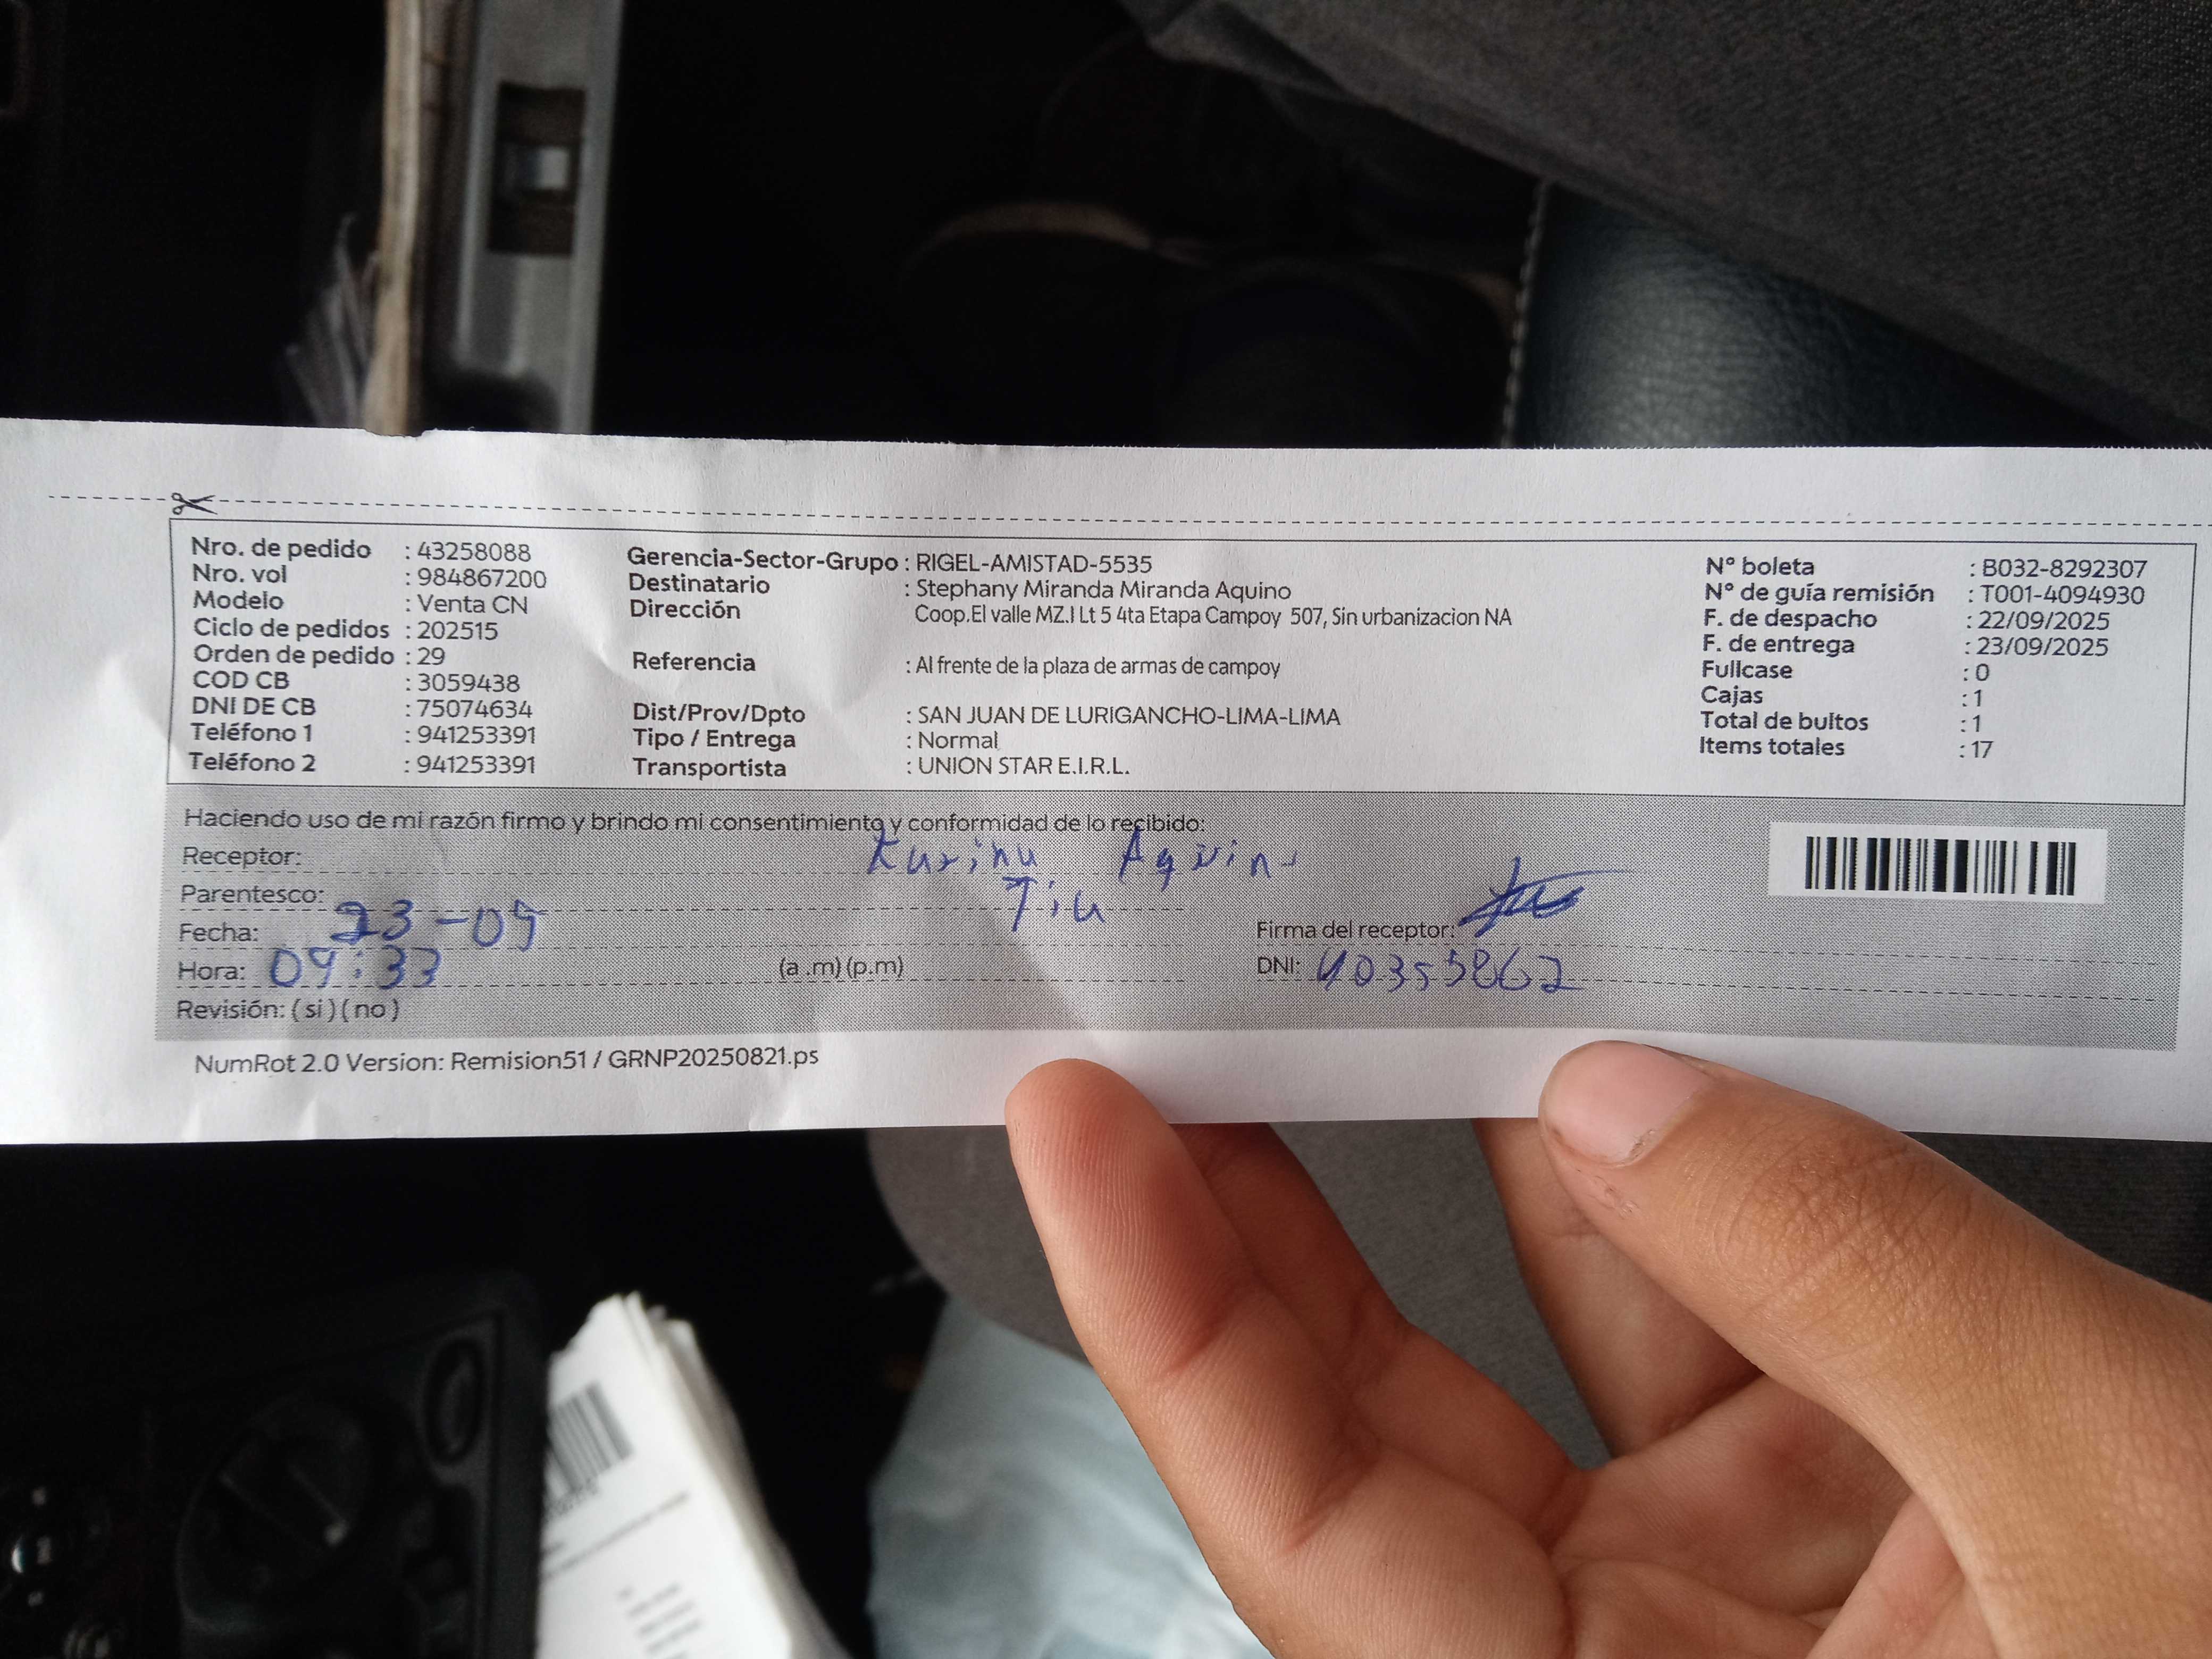 Nro. de pedido : 43258088
Nro. vol : 984867200
Modelo : Venta CN
Ciclo de pedidos : 202515
Orden de pedido : 29
COD CB : 3059438
DNI DE CB : 75074634
Teléfono 1 : 941253391
Teléfono 2 : 941253391
Gerencia-Sector-Grupo : RIGEL-AMISTAD-5535
Destinatario : Stephany Miranda Miranda Aquino
Dirección Coop.El valle MZ.I Lt 5 4ta Etapa Campoy 507, Sin urbanizacion NA
Referencia : Al frente de la plaza de armas de campoy
Dist/Prov/Dpto : SAN JUAN DE LURIGANCHO-LIMA-LIMA
Tipo / Entrega : Normal
Transportista : UNION STAR E.I.R.L.
N° boleta : B032-8292307
N° de guía remisión : T001-4094930
F. de despacho : 22/09/2025
F. de entrega : 23/09/2025
Fullcase : 0
Cajas : 1
Total de bultos : 1
Items totales : 17
Haciendo uso de mi razón firmo y brindo mi consentimiento y conformidad de lo recibido:
Receptor: Karina Aquino
Parentesco: Tia
Fecha: 23-09
Hora: 09:33 (a .m) (p.m)
Revisión: ( si ) ( no )
Firma del receptor:
DNI: 40355862
NumRot 2.0 Version: Remision51 / GRNP20250821.ps